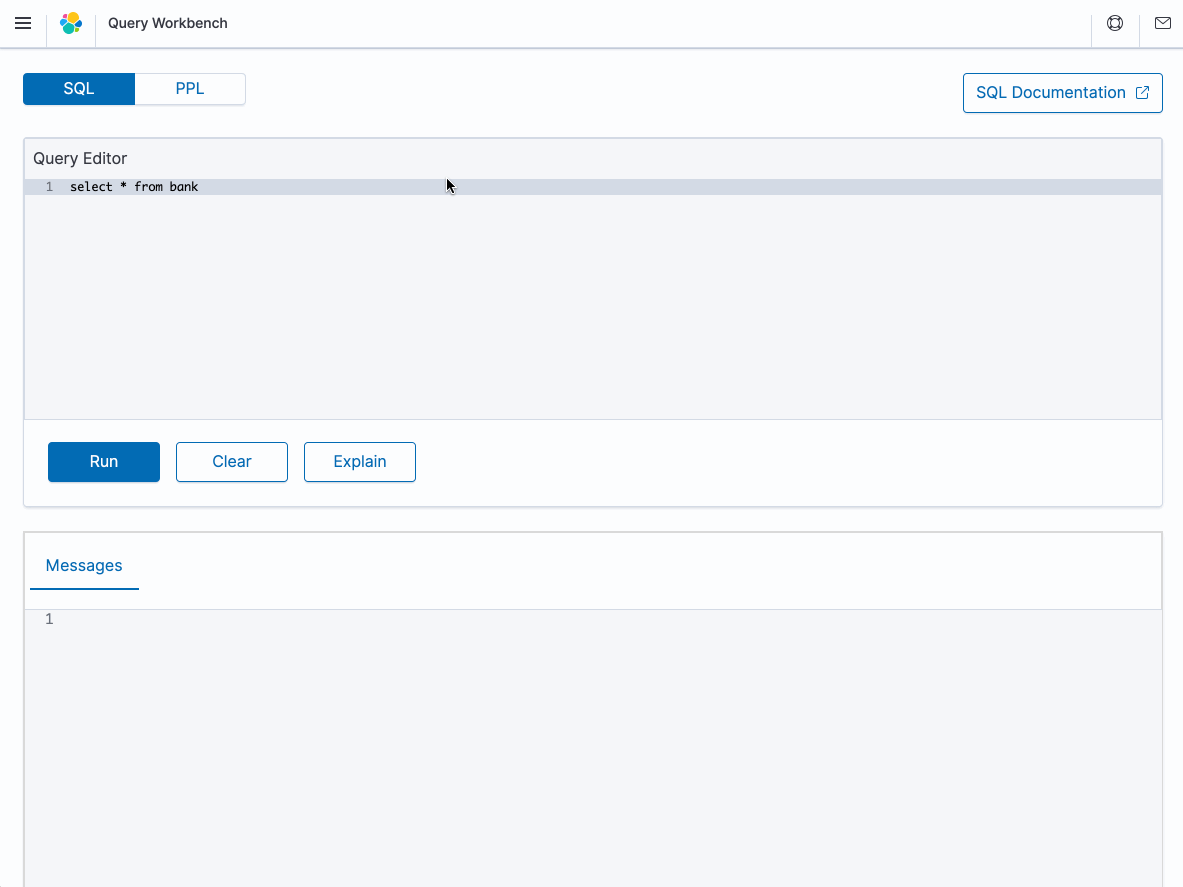 Query Workbench
SQL PPL
SQL Documentation
Query Editor
1 select * from bank
Run Clear Explain
Messages
1